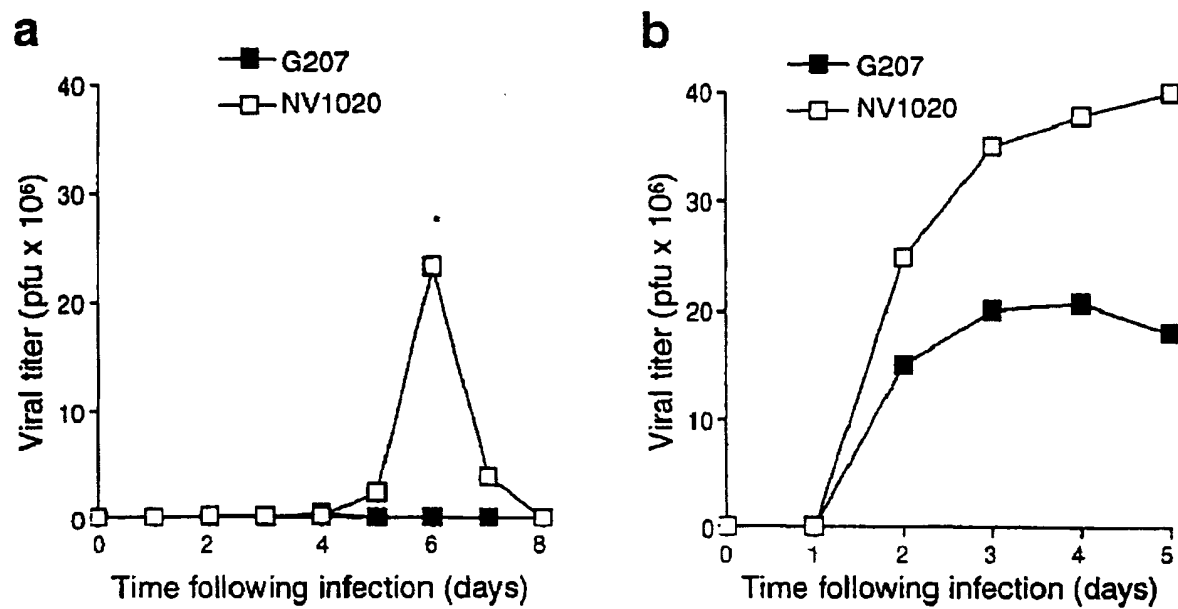 a
G207
NV1020
40
30
20
10
0
Viral titer (pfu x 10⁶)
0 2 4 6 8
Time following infection (days)
b
G207
NV1020
40
30
20
10
0
Viral titer (pfu x 10⁶)
0 1 2 3 4 5
Time following infection (days)